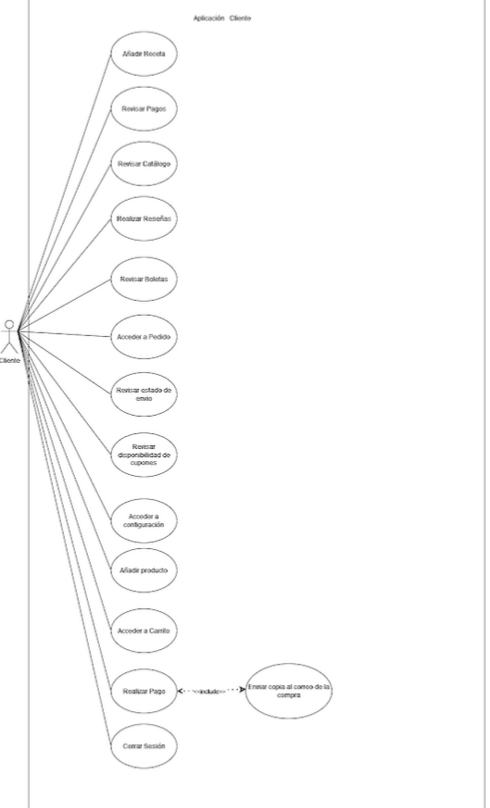 Aplicación Cliente
Añadir Receta
Revisar Pagos
Revisar Catálogo
Realizar Reseñas
Revisar Boletas
Acceder a Pedido
Cliente
Revisar estado de
envio
Revisar
disponibilidad de
cupones
Acceder a
configuración
Añadir producto
Acceder a Carrito
Realizar Pago
<<include>>
Enviar copia al correo de la
compra
Cerrar Sesión